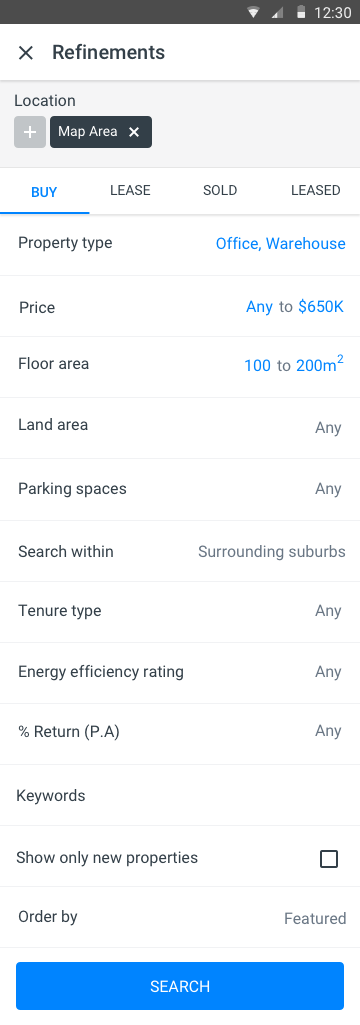 12:30
Refinements
Location
Map Area
BUY LEASE SOLD LEASED
Property type Office, Warehouse
Price Any to $650K
Floor area 100 to 200m²
Land area Any
Parking spaces Any
Search within Surrounding suburbs
Tenure type Any
Energy efficiency rating Any
% Return (P.A) Any
Keywords
Show only new properties
Order by Featured
SEARCH